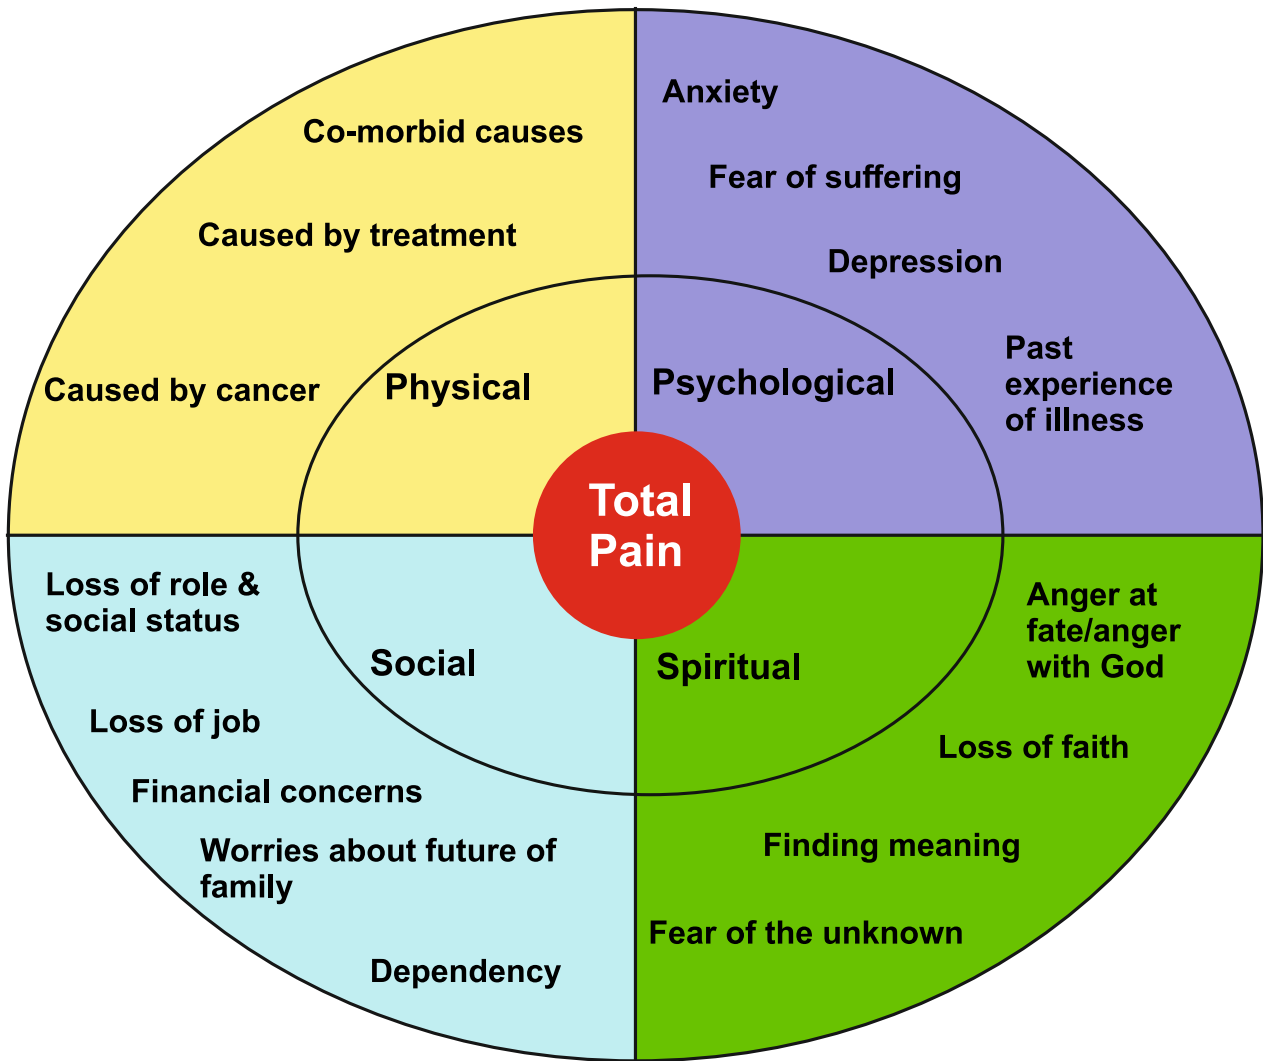 Co-morbid causes
Caused by treatment
Caused by cancer
Physical
Anxiety
Fear of suffering
Depression
Past
experience
of illness
Psychological
Total
Pain
Loss of role &
social status
Social
Loss of job
Financial concerns
Worries about future of
family
Dependency
Spiritual
Anger at
fate/anger
with God
Loss of faith
Finding meaning
Fear of the unknown